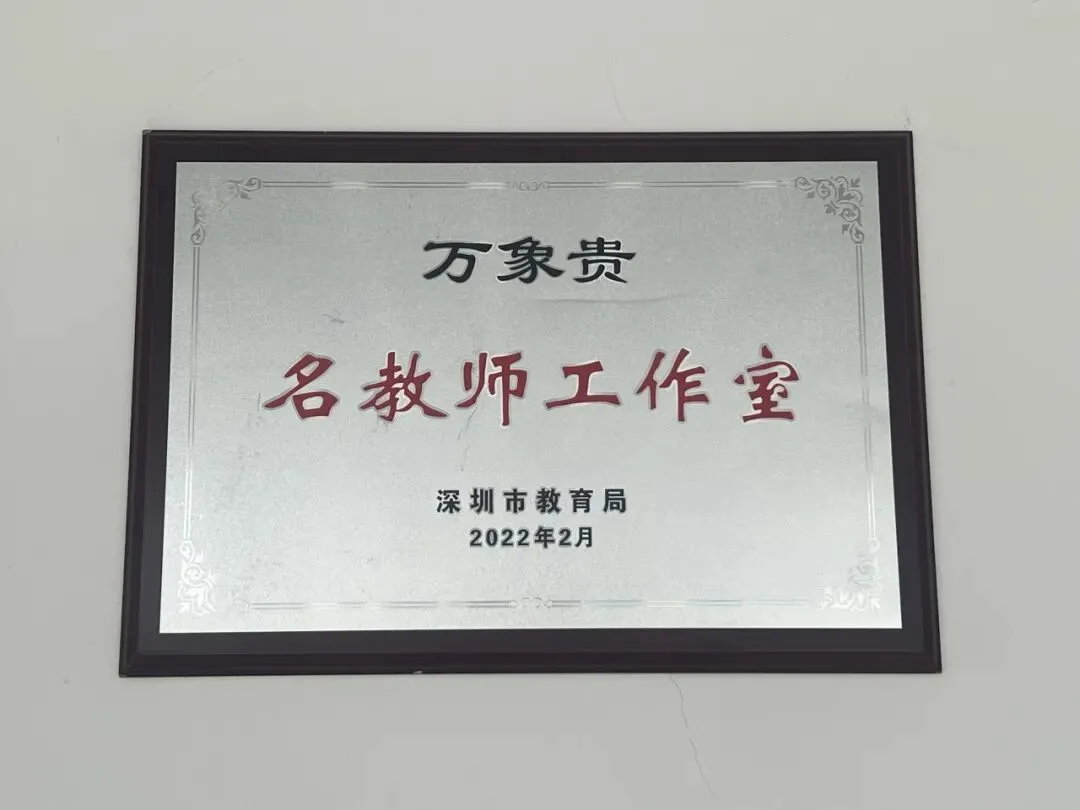 万象贵
名教师工作室
深圳市教育局
2022年2月